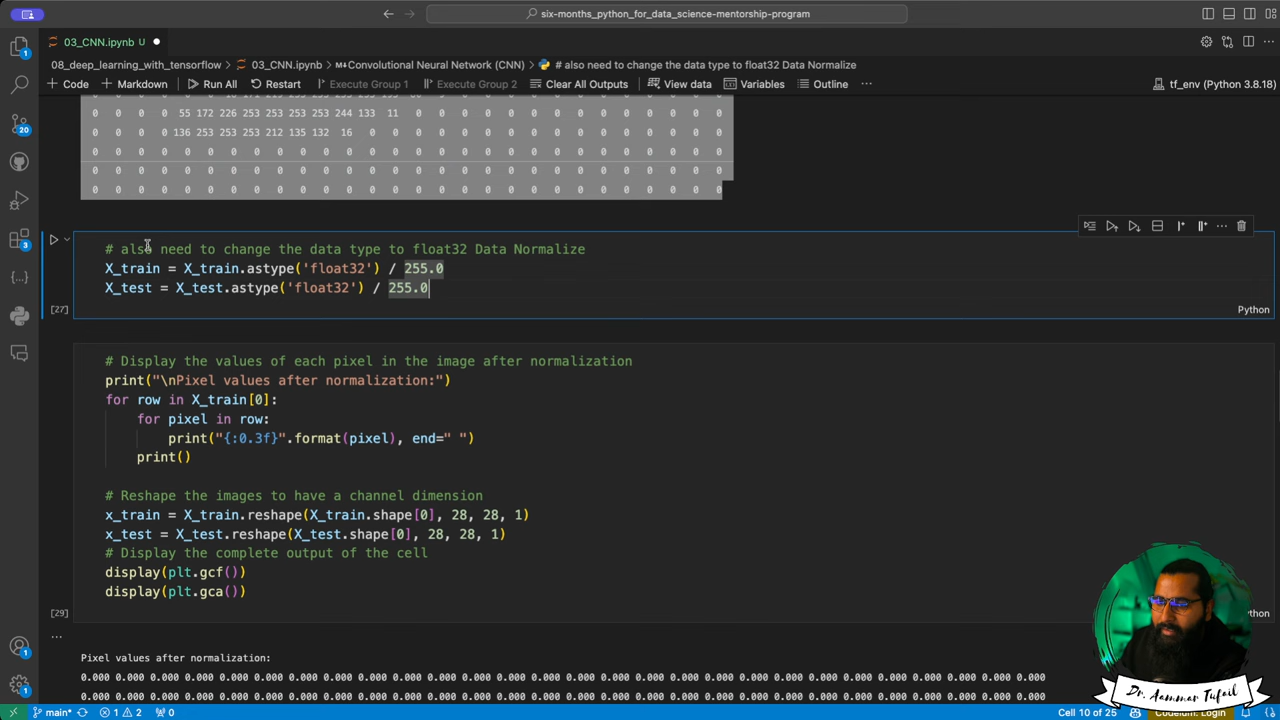 six-months_python_for_data_science-mentorship-program
03_CNN.ipynb U
08_deep_learning_with_tensorflow > 03_CNN.ipynb > Convolutional Neural Network (CNN) > # also need to change the data type to float32 Data Normalize
+ Code + Markdown Run All Restart Execute Group 1 Execute Group 2 Clear All Outputs View data Variables Outline ... tf_env (Python 3.8.18)
0 0 0 0 55 172 226 253 253 253 253 244 133 11 0 0 0 0 0 0 0 0 0 0 0 0 0 0
0 0 0 0 136 253 253 253 212 135 132 16 0 0 0 0 0 0 0 0 0 0 0 0 0 0 0 0
0 0 0 0 0 0 0 0 0 0 0 0 0 0 0 0 0 0 0 0 0 0 0 0 0 0 0 0
0 0 0 0 0 0 0 0 0 0 0 0 0 0 0 0 0 0 0 0 0 0 0 0 0 0 0 0
0 0 0 0 0 0 0 0 0 0 0 0 0 0 0 0 0 0 0 0 0 0 0 0 0 0 0 0
# also need to change the data type to float32 Data Normalize
X_train = X_train.astype('float32') / 255.0
X_test = X_test.astype('float32') / 255.0
[27] Python
# Display the values of each pixel in the image after normalization
print("\nPixel values after normalization:")
for row in X_train[0]:
for pixel in row:
print("{:0.3f}".format(pixel), end=" ")
print()
# Reshape the images to have a channel dimension
x_train = X_train.reshape(X_train.shape[0], 28, 28, 1)
x_test = X_test.reshape(X_test.shape[0], 28, 28, 1)
# Display the complete output of the cell
display(plt.gcf())
display(plt.gca())
[29]
...
Pixel values after normalization:
0.000 0.000 0.000 0.000 0.000 0.000 0.000 0.000 0.000 0.000 0.000 0.000 0.000 0.000 0.000 0.000 0.000 0.000 0.000 0.000 0.000 0.000 0.000 0.000 0.000 0.000 0.000 0.000
0.000 0.000 0.000 0.000 0.000 0.000 0.000 0.000 0.000 0.000 0.000 0.000 0.000 0.000 0.000 0.000 0.000 0.000 0.000 0.000 0.000 0.000 0.000 0.000 0.000 0.000 0.000 0.000
Dr. Aammar Tufail
main* 1 2 0 Cell 10 of 25 Codeium: Login